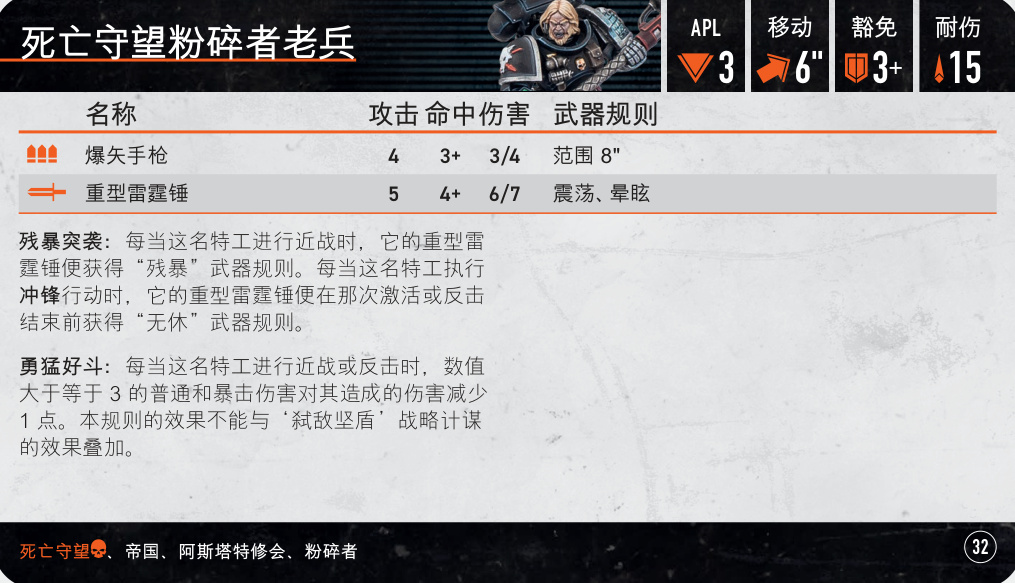 死亡守望粉碎者老兵
APL 移动 豁免 耐伤
3 6" 3+ 15
名称 攻击 命中 伤害 武器规则
爆矢手枪 4 3+ 3/4 范围 8"
重型雷霆锤 5 4+ 6/7 震荡、晕眩
残暴突袭：每当这名特工进行近战时，它的重型雷
霆锤便获得“残暴”武器规则。每当这名特工执行
冲锋行动时，它的重型雷霆锤便在那次激活或反击
结束前获得“无休”武器规则。
勇猛好斗：每当这名特工进行近战或反击时，数值
大于等于 3 的普通和暴击伤害对其造成的伤害减少
1 点。本规则的效果不能与‘弑敌坚盾’战略计谋
的效果叠加。
死亡守望、帝国、阿斯塔特修会、粉碎者
32